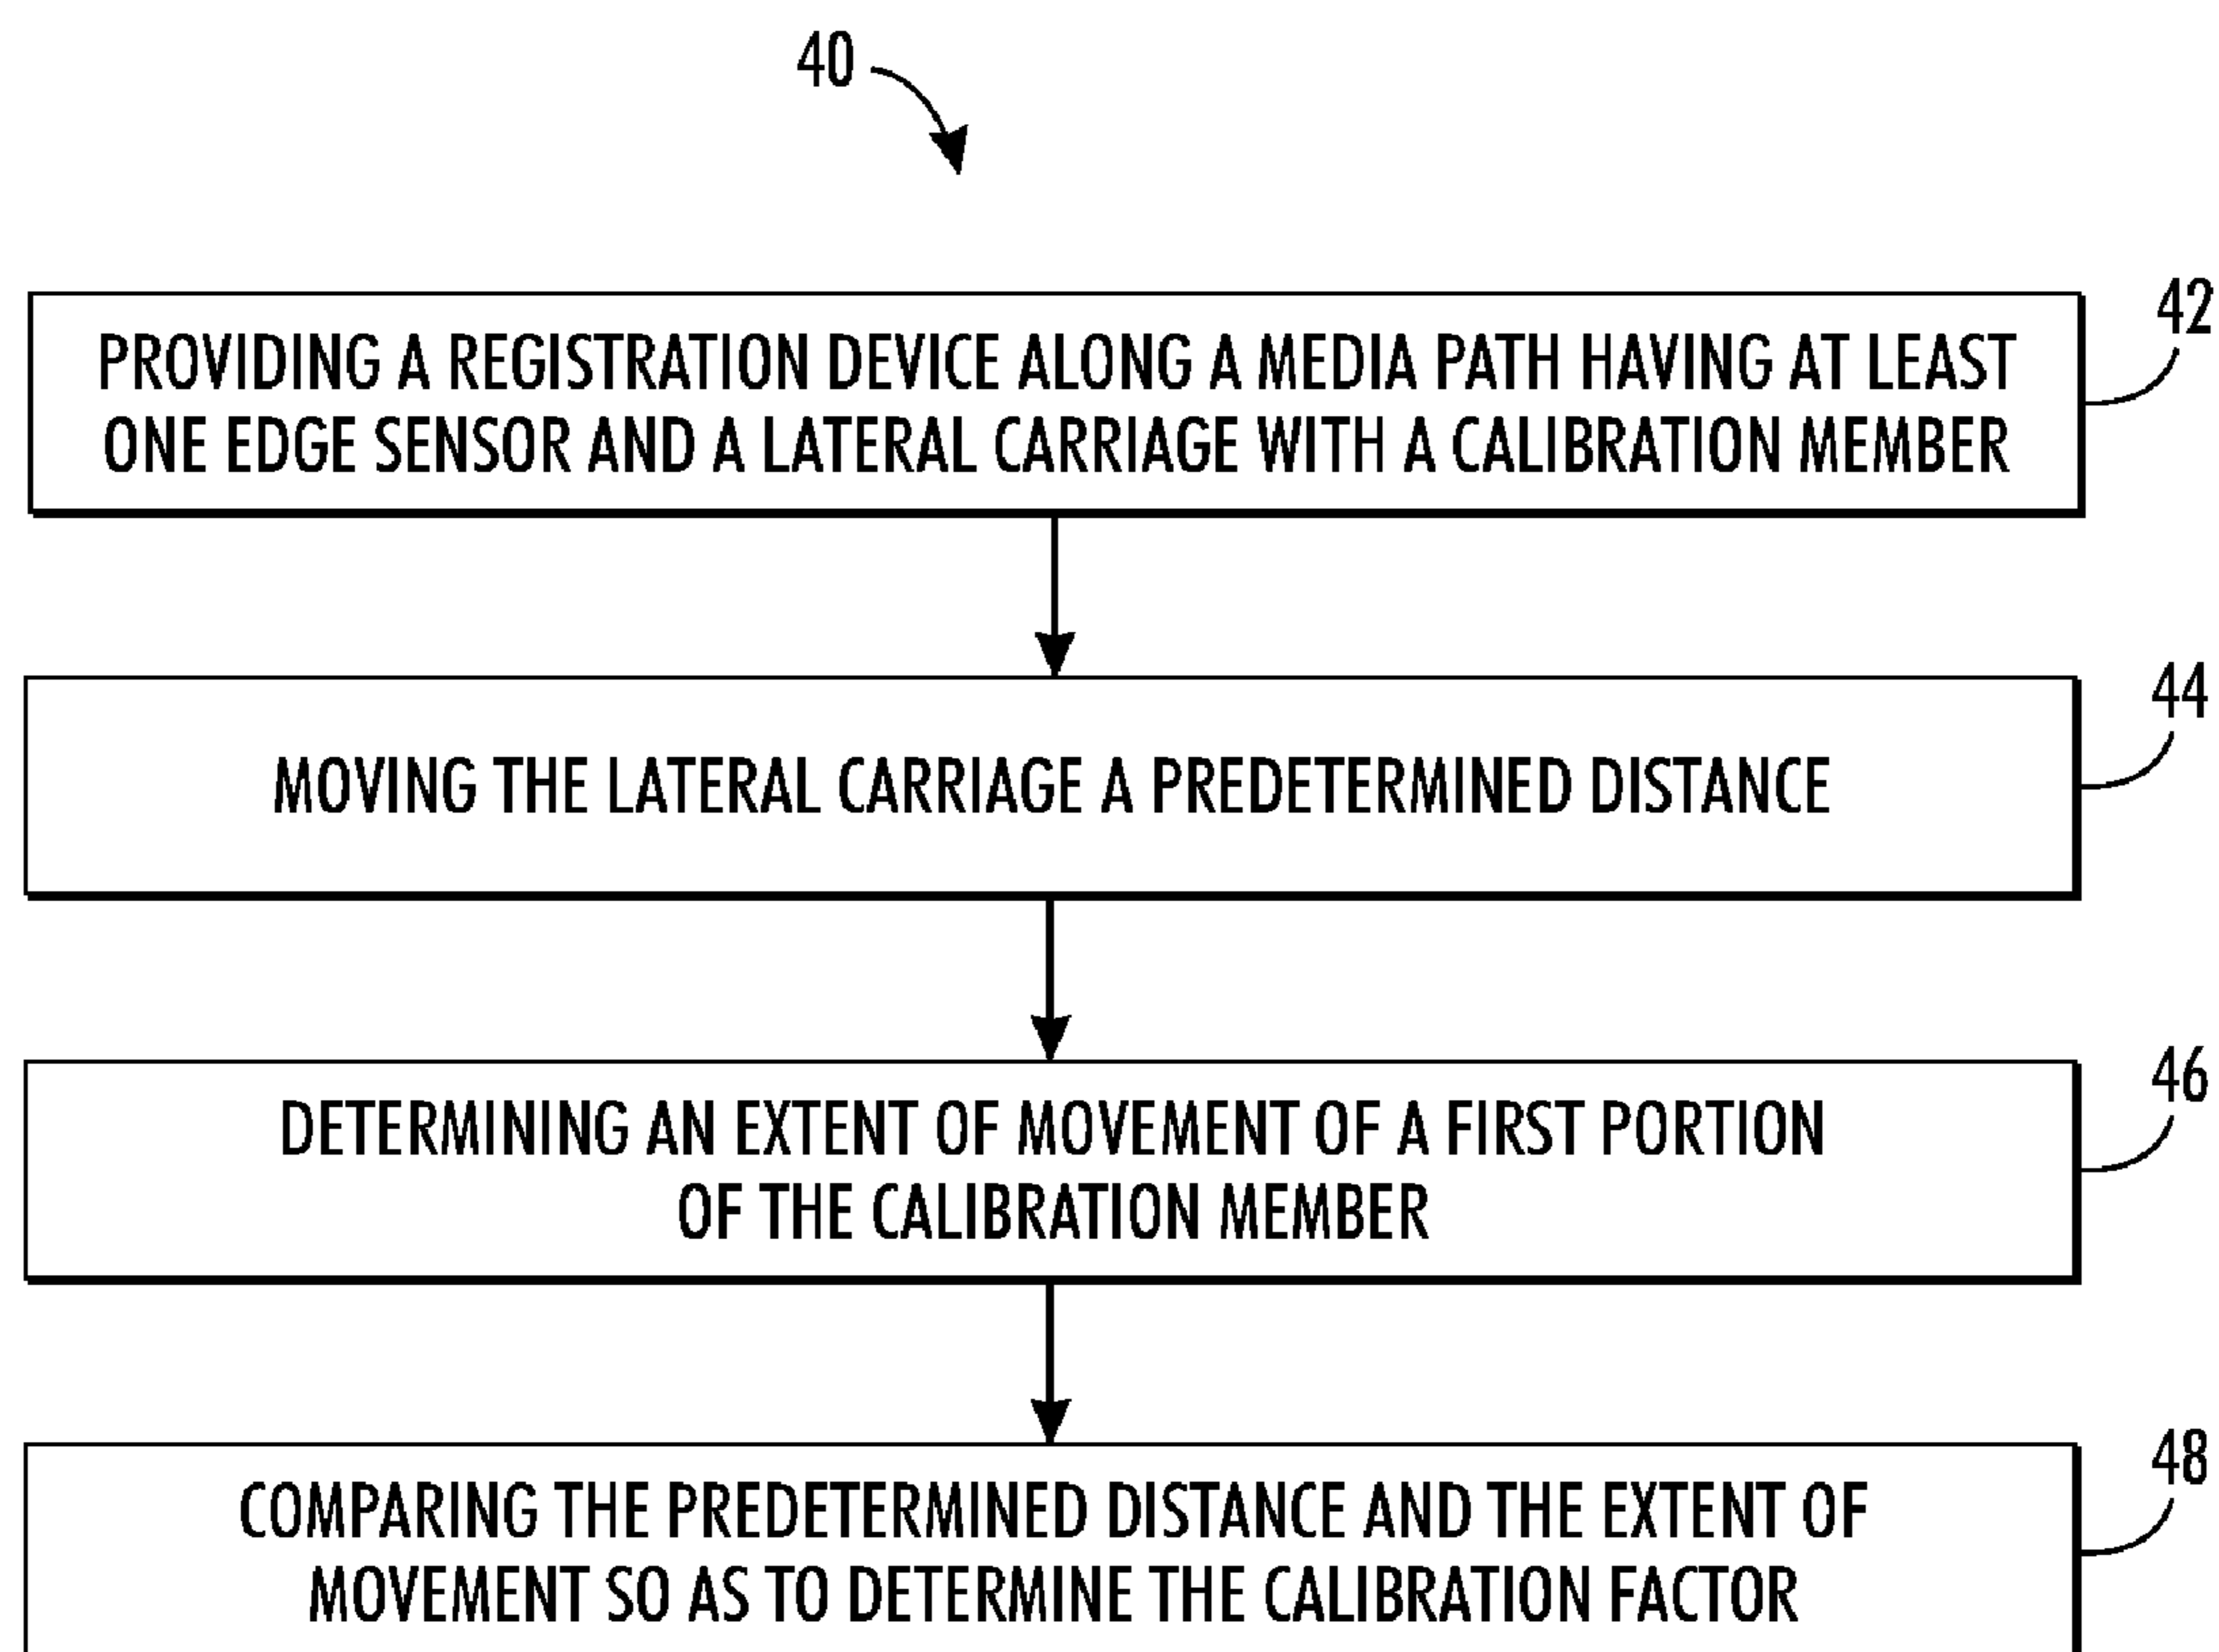 40
42
PROVIDING A REGISTRATION DEVICE ALONG A MEDIA PATH HAVING AT LEAST
ONE EDGE SENSOR AND A LATERAL CARRIAGE WITH A CALIBRATION MEMBER
44
MOVING THE LATERAL CARRIAGE A PREDETERMINED DISTANCE
46
DETERMINING AN EXTENT OF MOVEMENT OF A FIRST PORTION
OF THE CALIBRATION MEMBER
48
COMPARING THE PREDETERMINED DISTANCE AND THE EXTENT OF
MOVEMENT SO AS TO DETERMINE THE CALIBRATION FACTOR